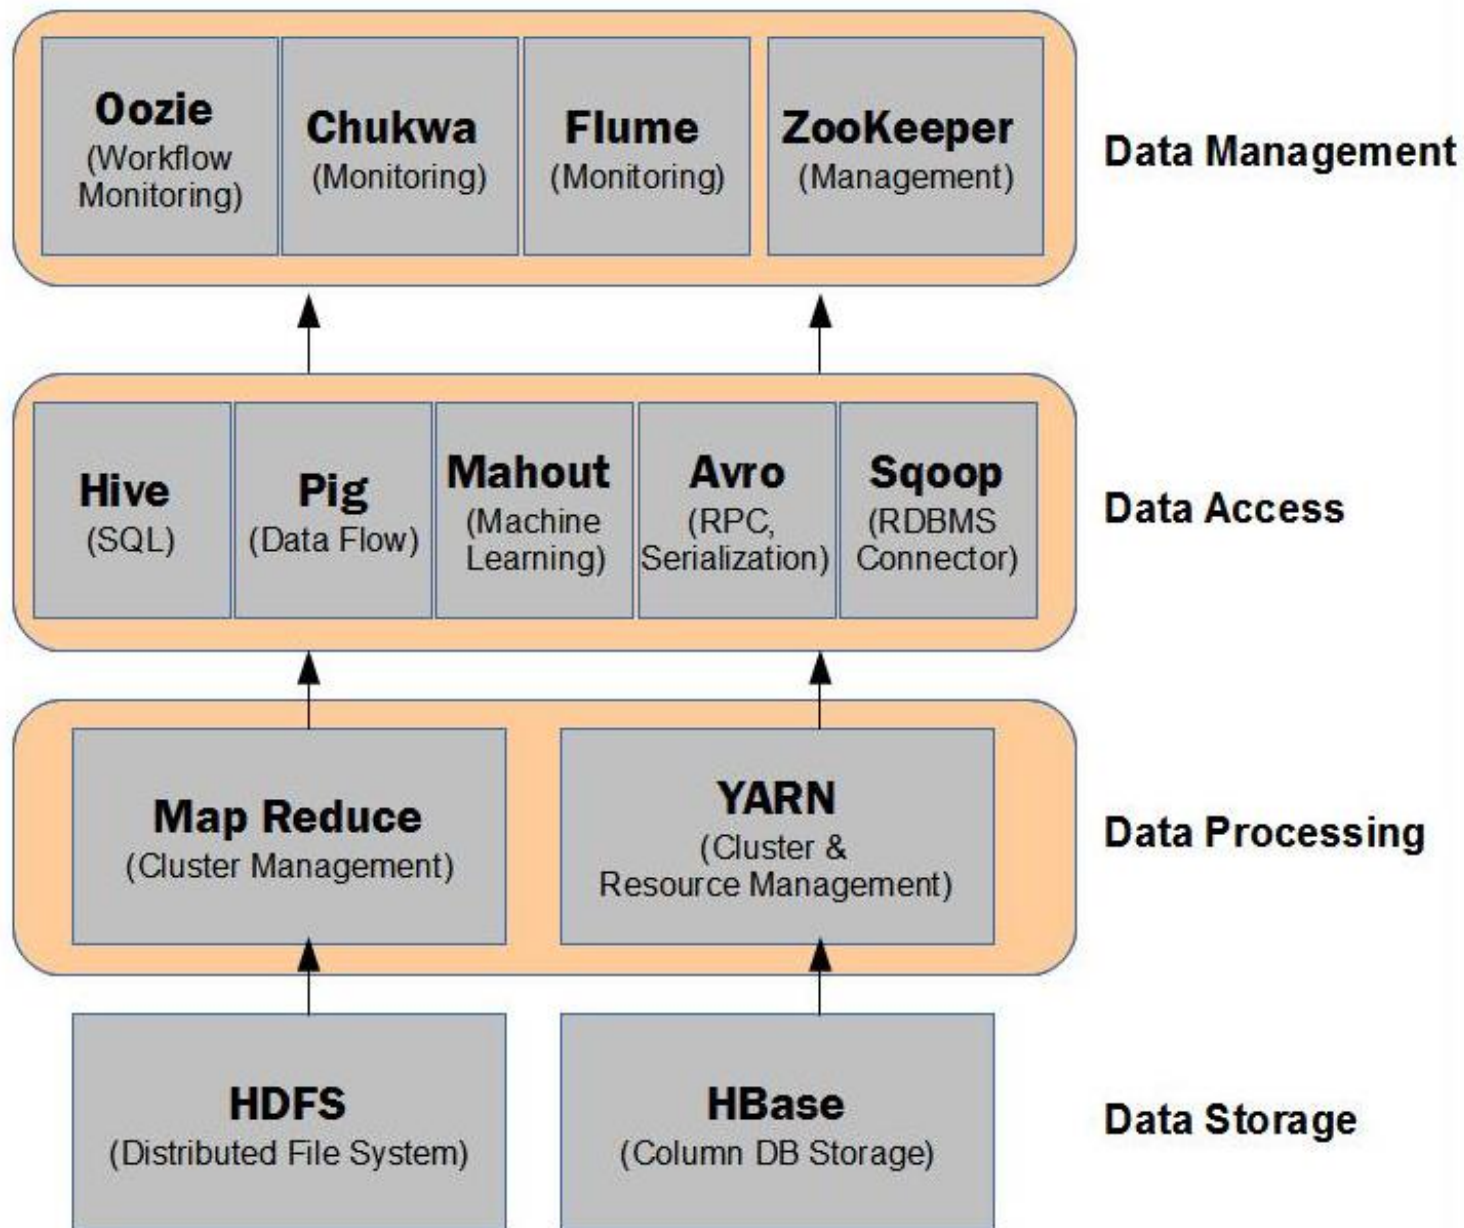 Oozie
(Workflow
Monitoring)
Chukwa
(Monitoring)
Flume
(Monitoring)
ZooKeeper
(Management)
Data Management
Hive
(SQL)
Pig
(Data Flow)
Mahout
(Machine
Learning)
Avro
(RPC,
Serialization)
Sqoop
(RDBMS
Connector)
Data Access
Map Reduce
(Cluster Management)
YARN
(Cluster &
Resource Management)
Data Processing
HDFS
(Distributed File System)
HBase
(Column DB Storage)
Data Storage